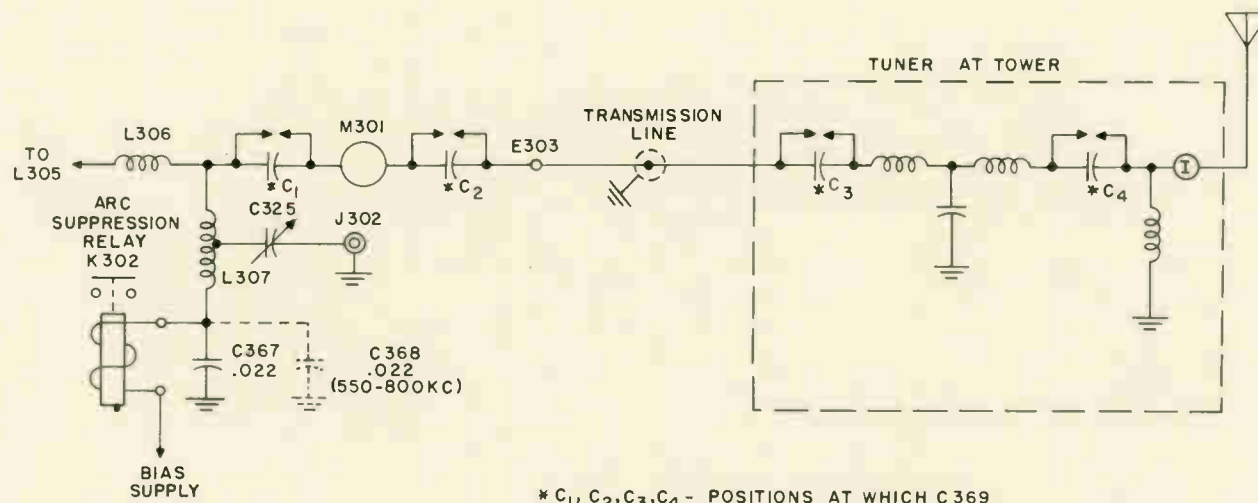 TUNER AT TOWER
TRANSMISSION
LINE
L306
M301
E303
TO
L305
* C1
* C2
* C3
* C4
I
ARC
SUPPRESSION
RELAY
K302
C325
J302
L307
C367
.022
C368
.022
(550-800KC)
BIAS
SUPPLY
* C1, C2, C3, C4 - POSITIONS AT WHICH C369